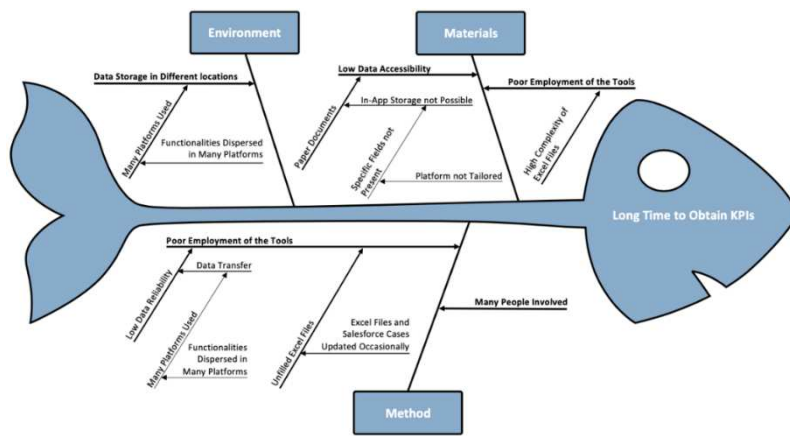 Environment
Materials
Data Storage in Different locations
Low Data Accessibility
Poor Employment of the Tools
Many Platforms Used
Functionalities Dispersed
in Many Platforms
Paper Documents
In-App Storage not Possible
Specific Fields not
Present
Platform not Tailored
High Complexity of
Excel Files
Long Time to Obtain KPIs
Poor Employment of the Tools
Low Data Reliability
Data Transfer
Many Platforms Used
Functionalities
Dispersed in
Many Platforms
Unfilled Excel Files
Excel Files and
Salesforce Cases
Updated Occasionally
Many People Involved
Method